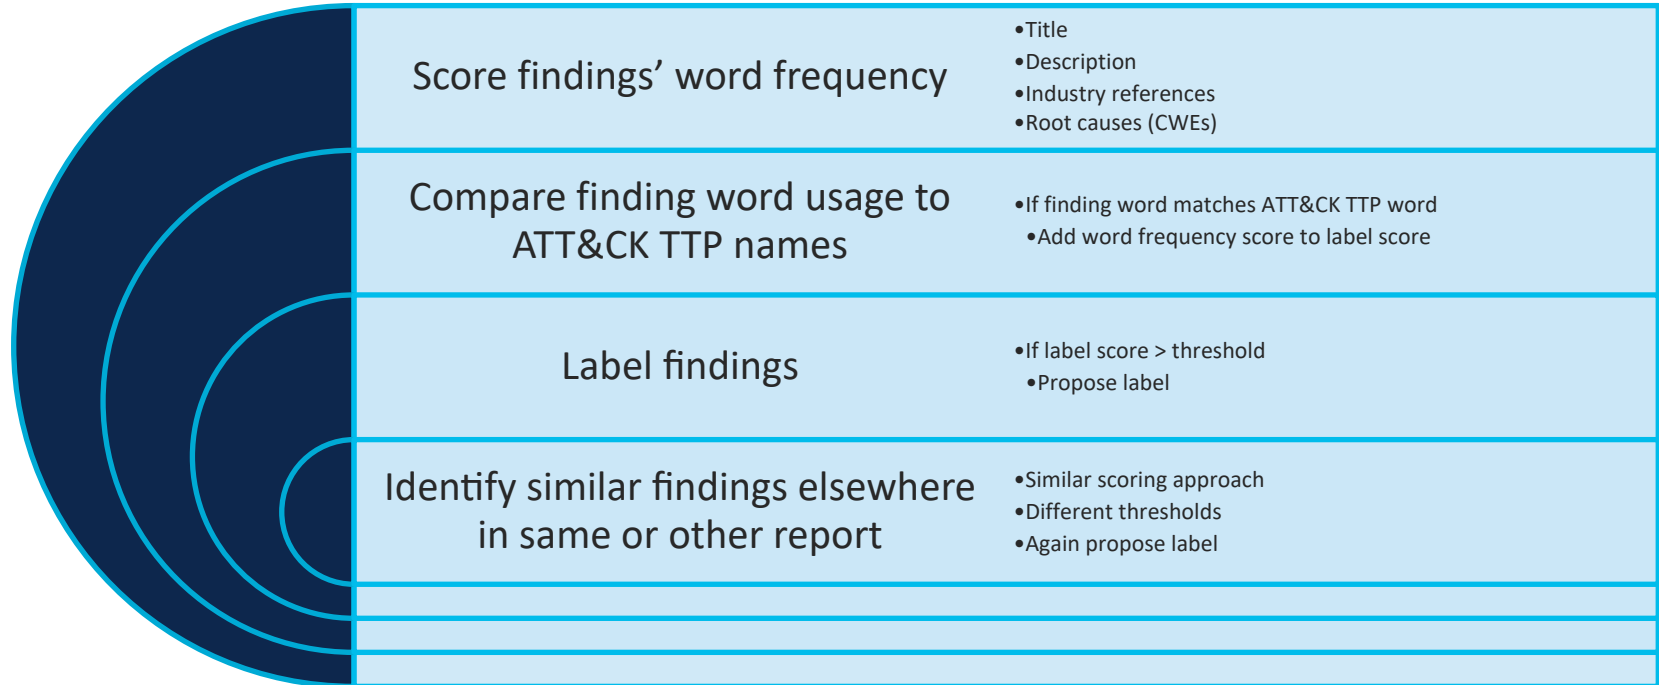 Score findings’ word frequency
•Title
•Description
•Industry references
•Root causes (CWEs)
Compare finding word usage to
ATT&CK TTP names
•If finding word matches ATT&CK TTP word
•Add word frequency score to label score
Label findings
•If label score > threshold
•Propose label
Identify similar findings elsewhere
in same or other report
•Similar scoring approach
•Different thresholds
•Again propose label